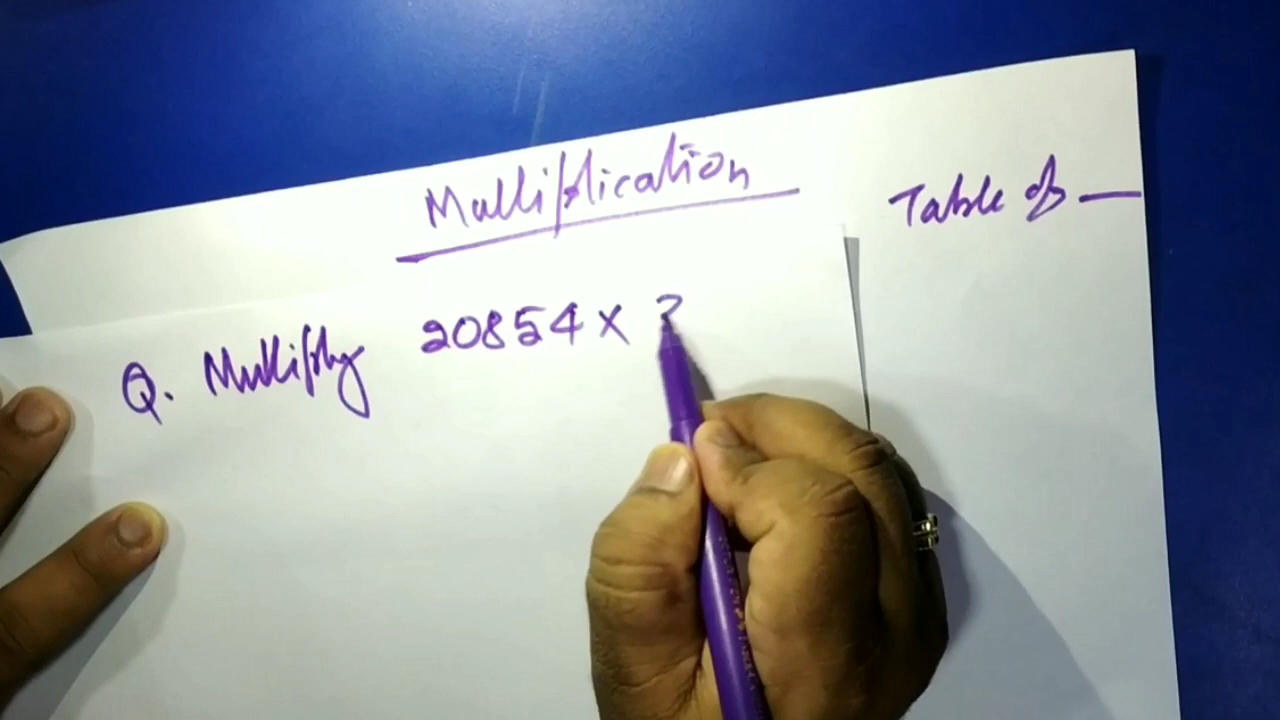 Multiplication
Table of —
Q. Multiply 20854 ×